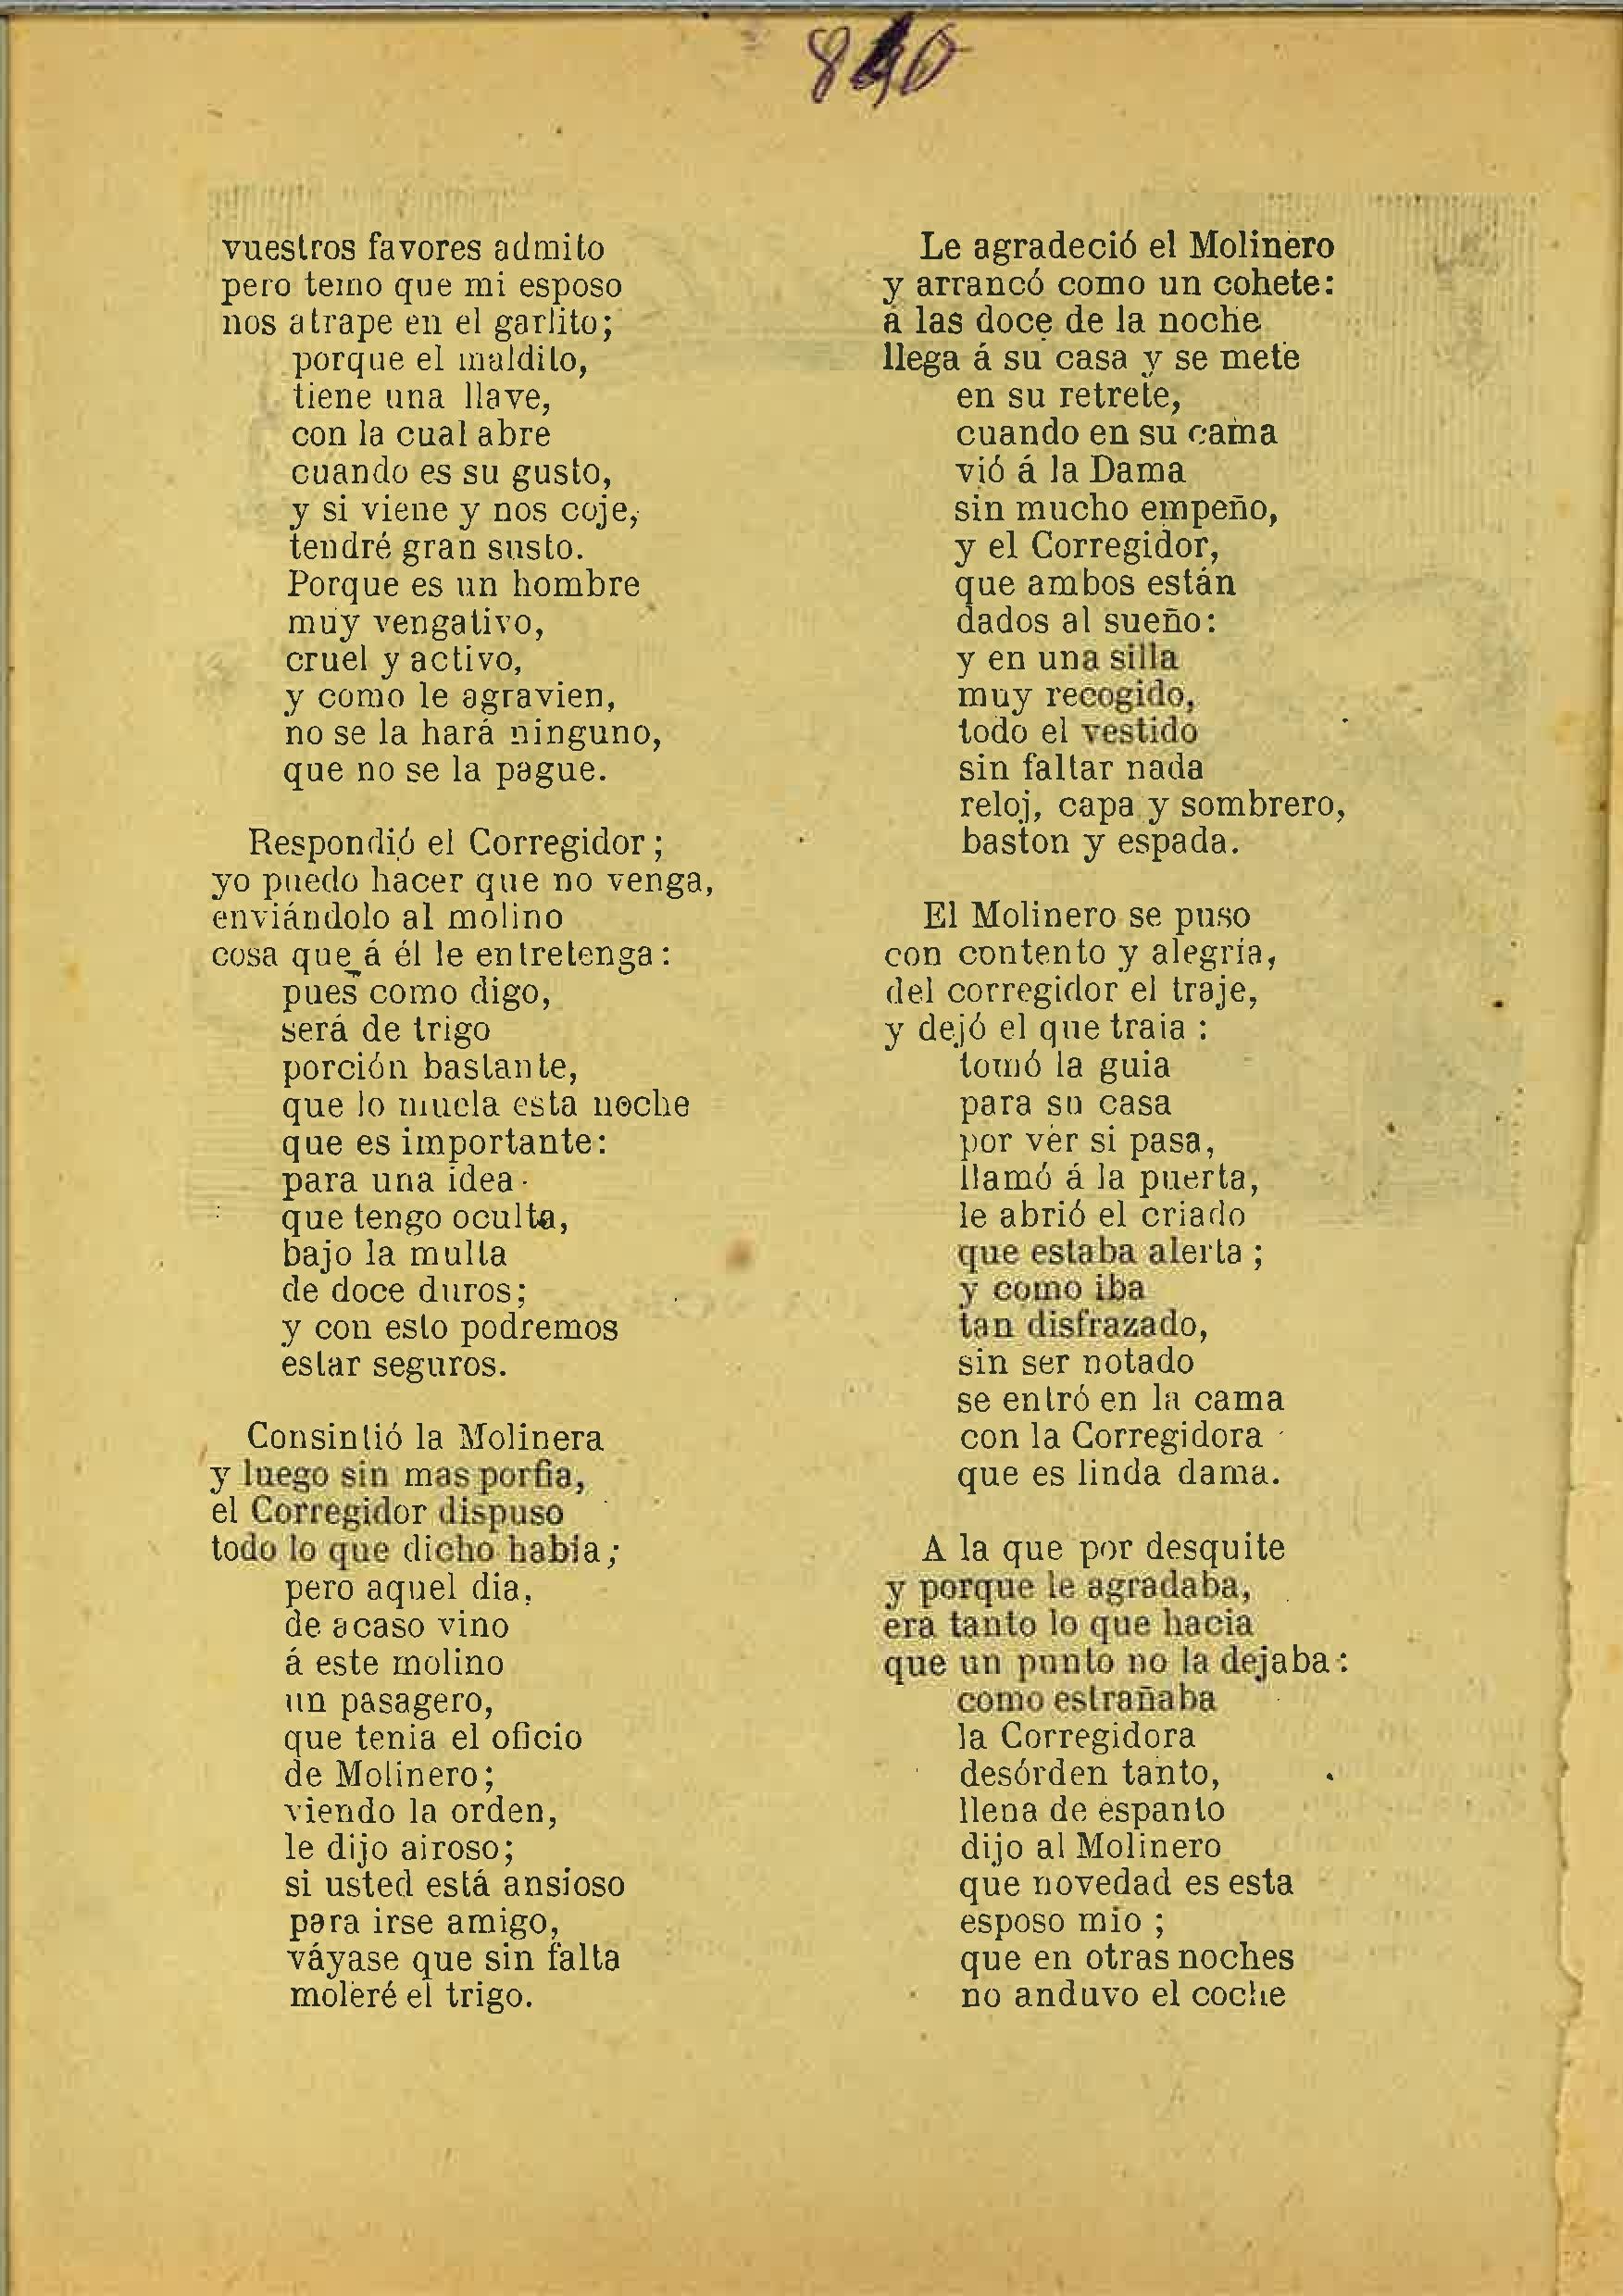 vuestros favores admito
pero temo que mi esposo
nos atrape en el garlito;
porque el maldito,
tiene una llave,
con la cual abre
cuando es su gusto,
y si viene y nos coje,
tendré gran susto.
Porque es un hombre
muy vengativo,
cruel y activo,
y como le agravien,
no se la hará ninguno,
que no se la pague.
Respondió el Corregidor;
yo puedo hacer que no venga,
enviándolo al molino
cosa que á él le entretenga:
pues como digo,
será de trigo
porción bastante,
que lo muela esta noche
que es importante:
para una idea
que tengo oculta,
bajo la multa
de doce duros;
y con esto podremos
estar seguros.
Consintió la Molinera
y luego sin mas porfia,
el Corregidor dispuso
todo lo que dicho habia;
pero aquel dia,
de acaso vino
á este molino
un pasagero,
que tenia el oficio
de Molinero;
viendo la orden,
le dijo airoso;
si usted está ansioso
para irse amigo,
váyase que sin falta
moleré el trigo.
Le agradeció el Molinero
y arrancó como un cohete:
á las doce de la noche
llega á su casa y se mete
en su retrete,
cuando en su cama
vió á la Dama
sin mucho empeño,
y el Corregidor,
que ambos están
dados al sueño:
y en una silla
muy recogido,
todo el vestido
sin faltar nada
reloj, capa y sombrero,
baston y espada.
El Molinero se puso
con contento y alegria,
del corregidor el traje,
y dejó el que traia :
tomó la guia
para su casa
por ver si pasa,
llamó á la puerta,
le abrió el criado
que estaba alerta ;
y como iba
tan disfrazado,
sin ser notado
se entró en la cama
con la Corregidora
que es linda dama.
A la que por desquite
y porque le agradaba,
era tanto lo que hacia
que un punto no la dejaba:
como estrañaba
la Corregidora
desórden tanto,
llena de espanto
dijo al Molinero
que novedad es esta
esposo mio ;
que en otras noches
no anduvo el coche